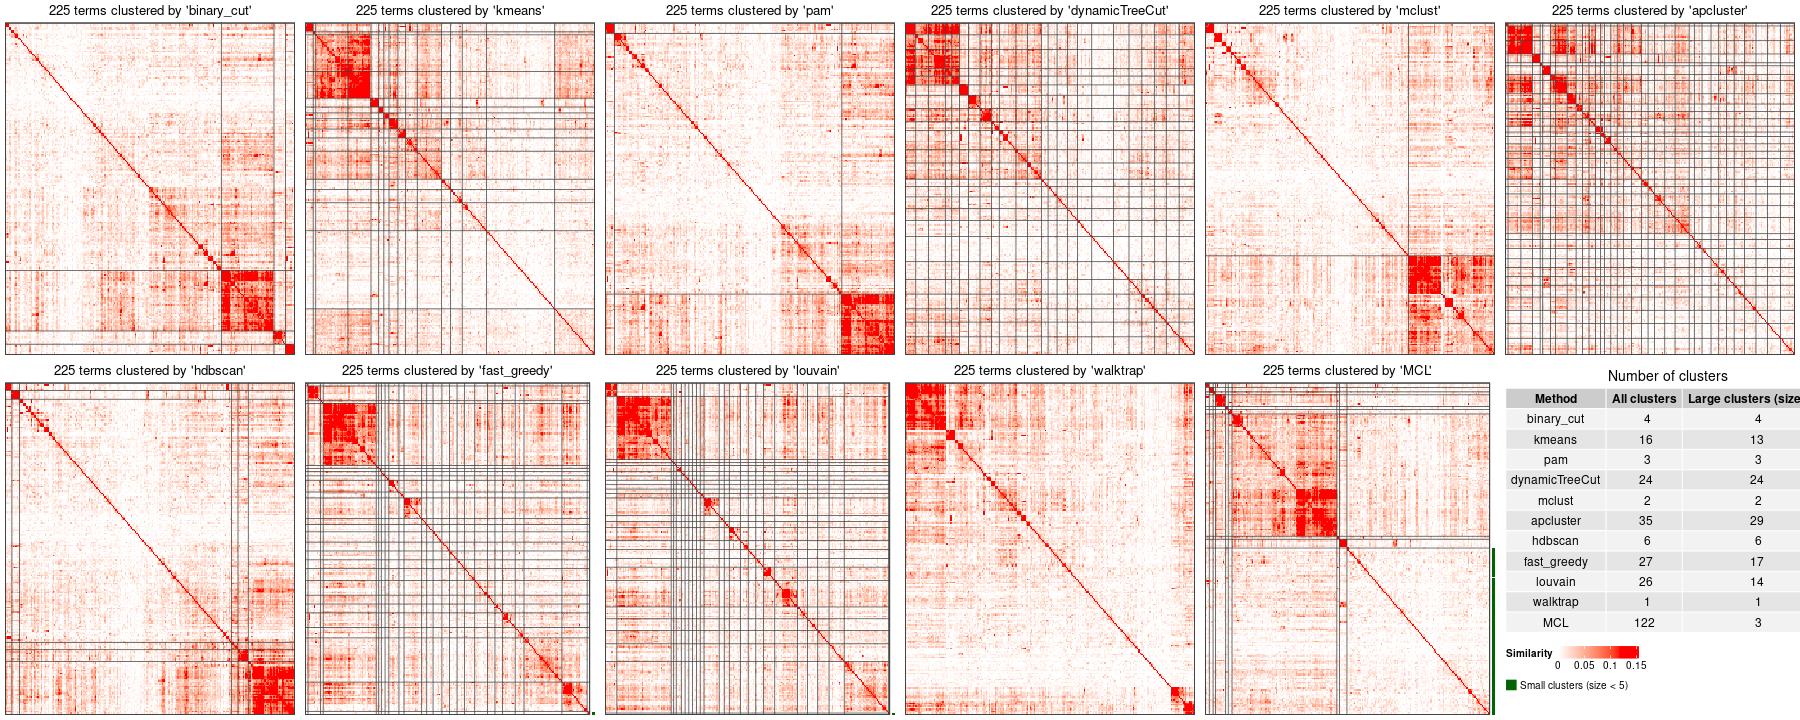 225 terms clustered by 'binary_cut'
225 terms clustered by 'kmeans'
225 terms clustered by 'pam'
225 terms clustered by 'dynamicTreeCut'
225 terms clustered by 'mclust'
225 terms clustered by 'apcluster'
225 terms clustered by 'hdbscan'
225 terms clustered by 'fast_greedy'
225 terms clustered by 'louvain'
225 terms clustered by 'walktrap'
225 terms clustered by 'MCL'
Number of clusters
Method All clusters Large clusters (size
binary_cut 4 4
kmeans 16 13
pam 3 3
dynamicTreeCut 24 24
mclust 2 2
apcluster 35 29
hdbscan 6 6
fast_greedy 27 17
louvain 26 14
walktrap 1 1
MCL 122 3
Similarity
0 0.05 0.1 0.15
Small clusters (size < 5)